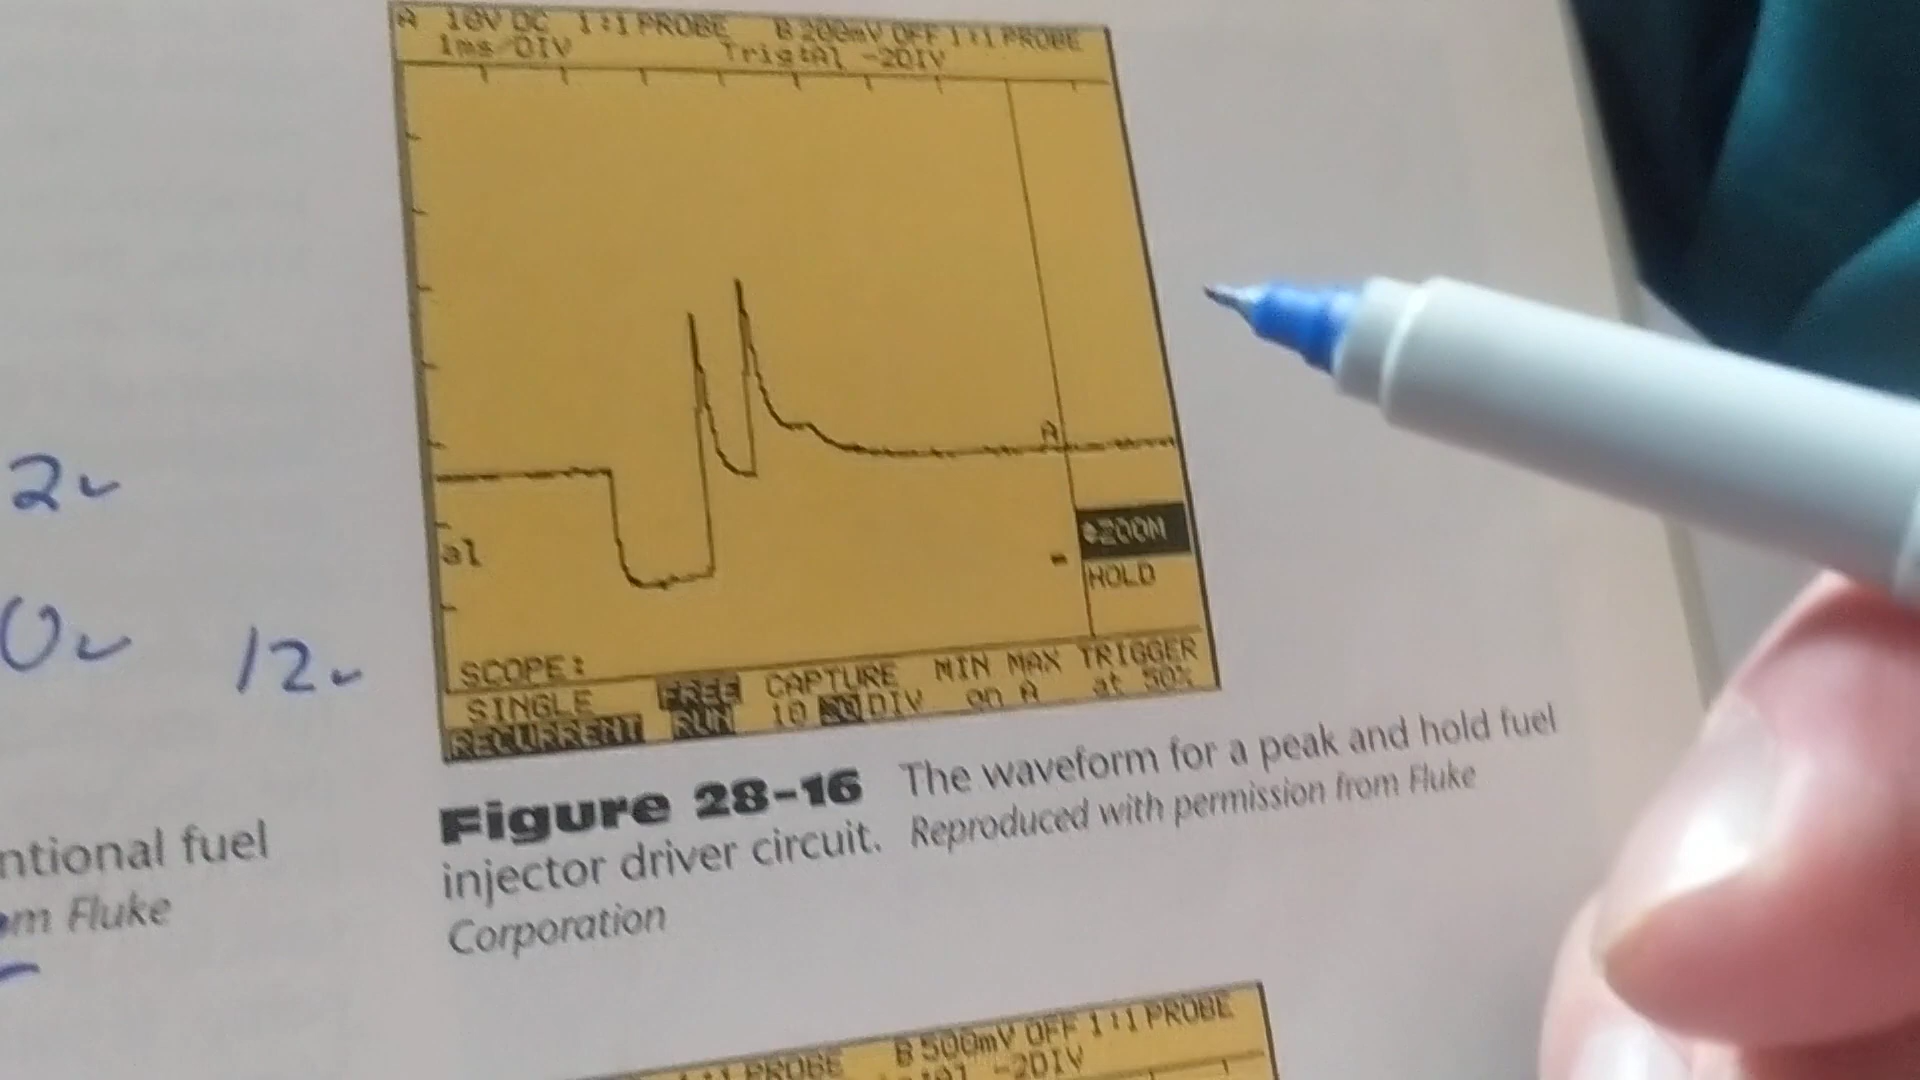 A 10V DC 1:1 PROBE B 200mV OFF 1:1 PROBE
1ms/DIV Trig:A1 -2DIV
A
a1
ZOOM
HOLD
SCOPE:
SINGLE FREE CAPTURE MIN MAX TRIGGER
RECURRENT RUN 10 20 DIV on A at 50%
Figure 28-16 The waveform for a peak and hold fuel
injector driver circuit. Reproduced with permission from Fluke
Corporation
2v
0v 12v
ntional fuel
om Fluke
1:1 PROBE B 500mV OFF 1:1 PROBE
-2DIV